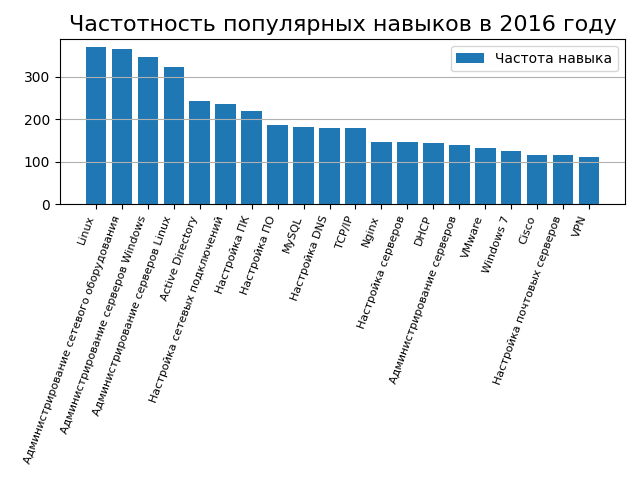 Частотность популярных навыков в 2016 году
Частота навыка
300
200
100
0
Linux
Администрирование сетевого оборудования
Администрирование серверов Windows
Администрирование серверов Linux
Active Directory
Настройка сетевых подключений
Настройка ПК
Настройка ПО
MySQL
Настройка DNS
TCP/IP
Nginx
Настройка серверов
DHCP
Администрирование серверов
VMware
Windows 7
Cisco
Настройка почтовых серверов
VPN